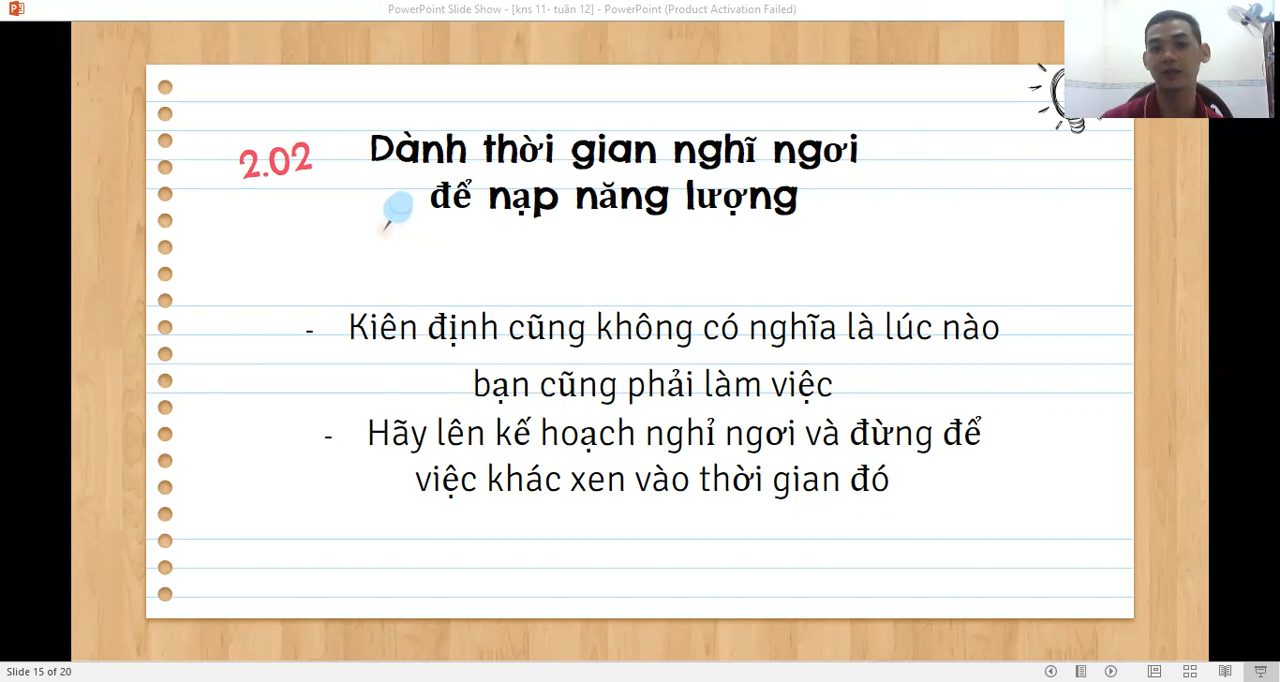 PowerPoint Slide Show - [kns 11- tuần 12] - PowerPoint (Product Activation Failed)
2.02
Dành thời gian nghĩ ngơi
để nạp năng lượng
- Kiên định cũng không có nghĩa là lúc nào
bạn cũng phải làm việc
- Hãy lên kế hoạch nghỉ ngơi và đừng để
việc khác xen vào thời gian đó
Slide 15 of 20